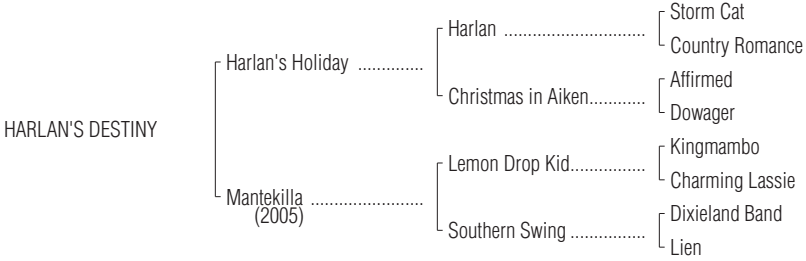 Storm Cat
Harlan ..............................
Country Romance
Harlan's Holiday ..............
Affirmed
Christmas in Aiken............
Dowager
HARLAN'S DESTINY
Kingmambo
Lemon Drop Kid................
Charming Lassie
Mantekilla ........................
(2005)
Dixieland Band
Southern Swing ................
Lien